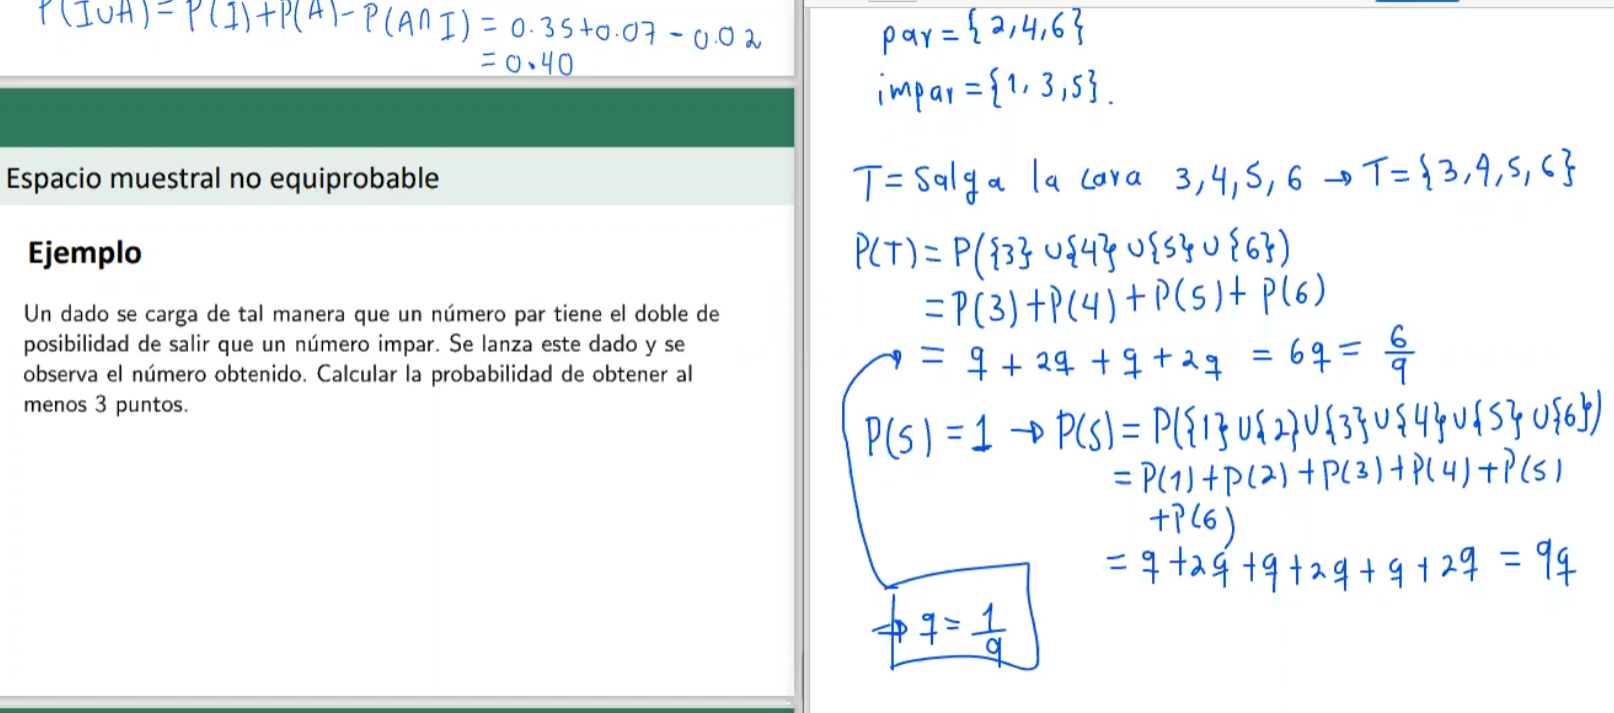 P(I∪A) = P(I)+P(A)-P(A∩I) = 0.35+0.07-0.02
= 0.40
Espacio muestral no equiprobable
Ejemplo
Un dado se carga de tal manera que un número par tiene el doble de
posibilidad de salir que un número impar. Se lanza este dado y se
observa el número obtenido. Calcular la probabilidad de obtener al
menos 3 puntos.
par = {2,4,6}
impar = {1,3,5}.
T = Salga la cara 3,4,5,6 → T = {3,4,5,6}
P(T) = P({3} ∪ {4} ∪ {5} ∪ {6})
= P(3)+P(4)+P(5)+P(6)
= q + 2q + q + 2q = 6q = 6/9
P(S) = 1 → P(S) = P({1} ∪ {2} ∪ {3} ∪ {4} ∪ {5} ∪ {6})
= P(1)+P(2)+P(3)+P(4)+P(5)
+P(6)
= q+2q+q+2q+q+2q = 9q
→ q = 1/9